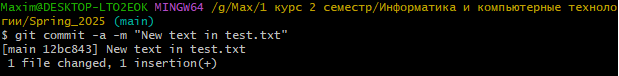 Maxim@DESKTOP-LTO2EOK MINGW64 /g/Max/1 курс 2 семестр/Информатика и компьютерные техноло
гии/Spring_2025 (main)
$ git commit -a -m "New text in test.txt"
[main 12bc843] New text in test.txt
 1 file changed, 1 insertion(+)